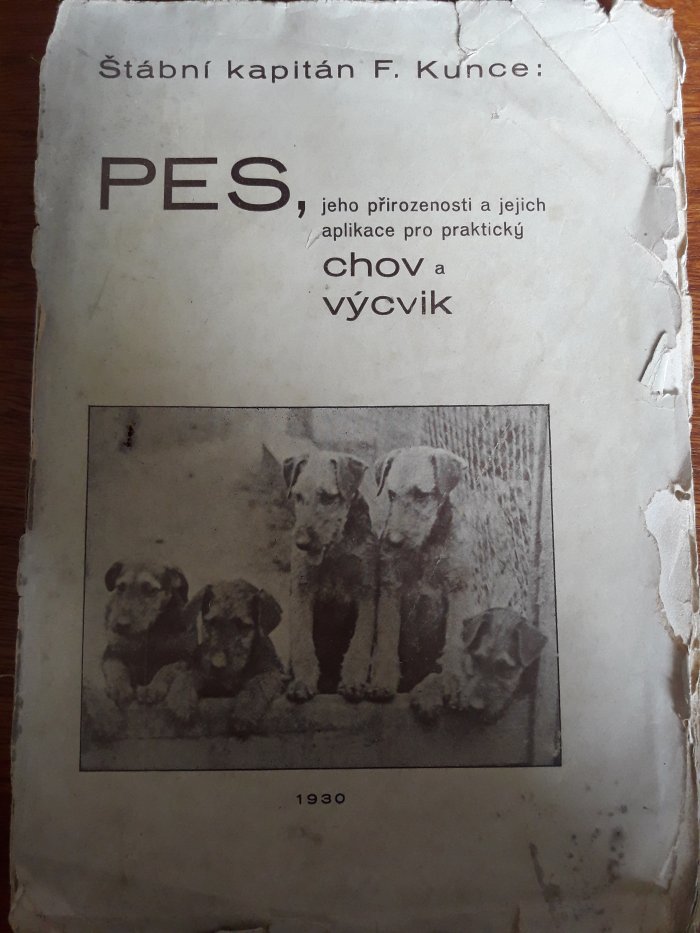 Štábní kapitán F. Kunce:
PES, jeho přirozenosti a jejich
aplikace pro praktický
chov a
výcvik
1930